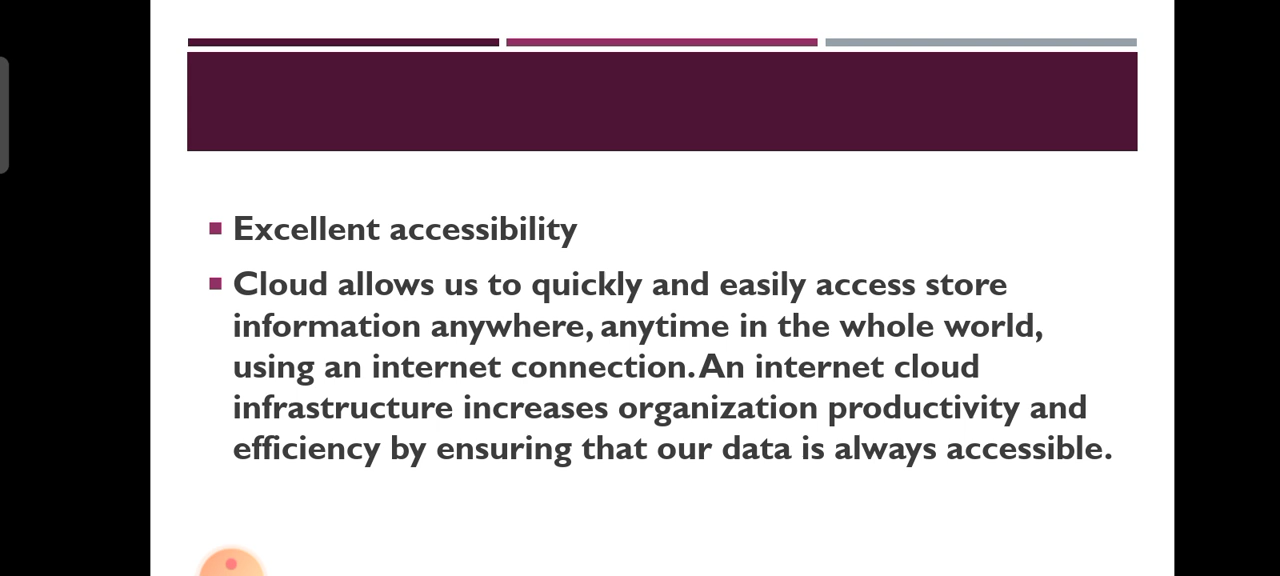 Excellent accessibility
Cloud allows us to quickly and easily access store
information anywhere, anytime in the whole world,
using an internet connection. An internet cloud
infrastructure increases organization productivity and
efficiency by ensuring that our data is always accessible.